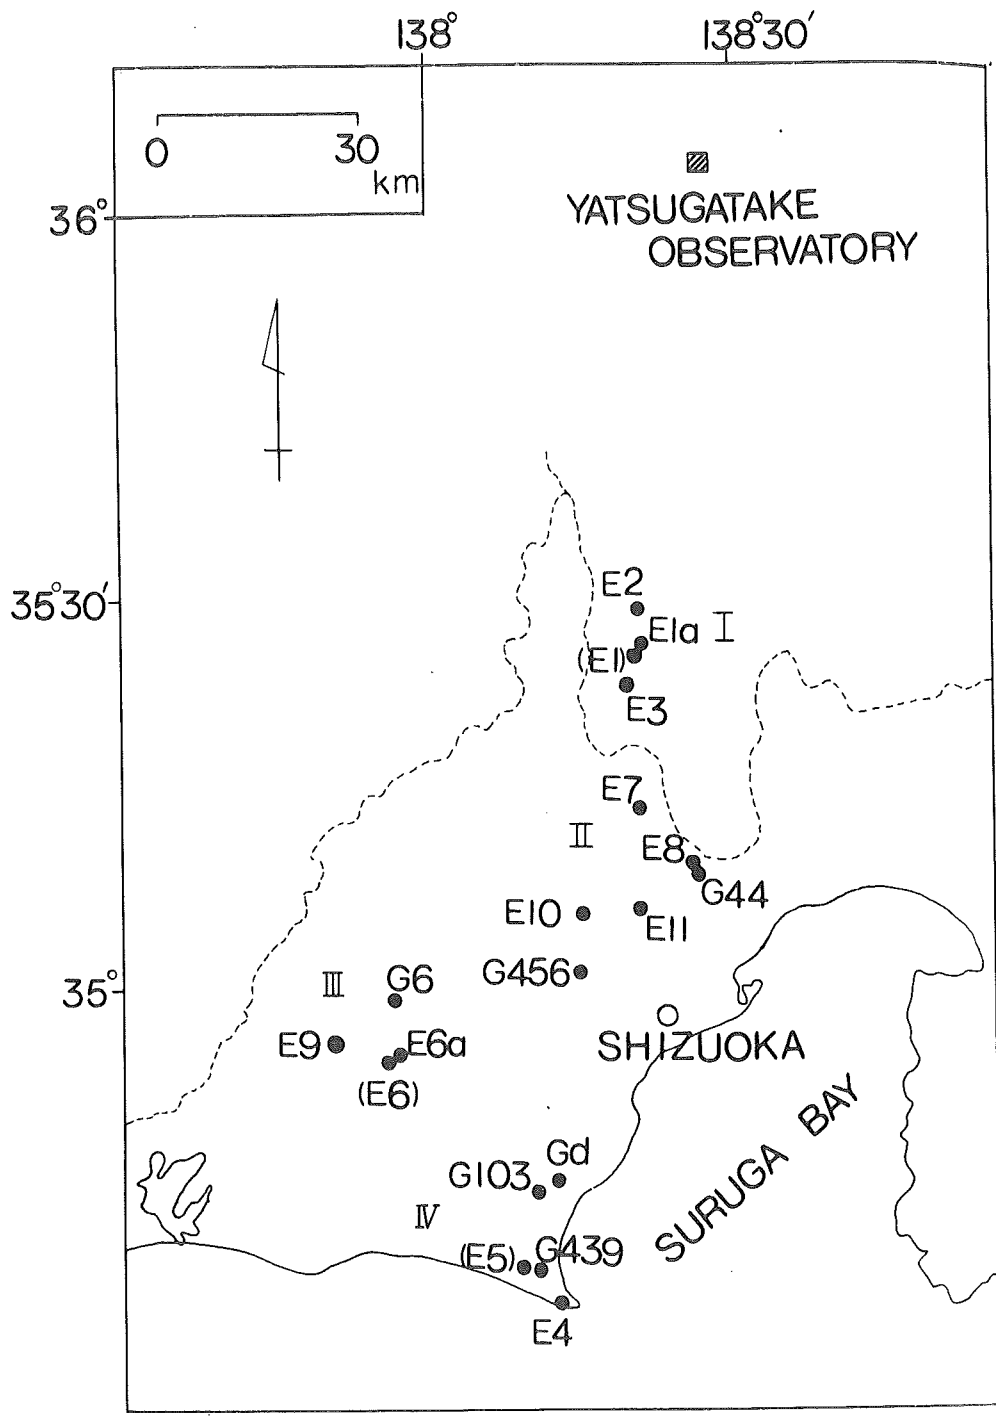 138°
138°30′
0
30
km
36°
YATSUGATAKE
OBSERVATORY
35°30′
E2
E1a
I
(E1)
E3
E7
II
E8
G44
E10
E11
G456
35°
III
G6
E9
E6a
(E6)
SHIZUOKA
SURUGA BAY
Gd
G103
IV
(E5)
G439
E4